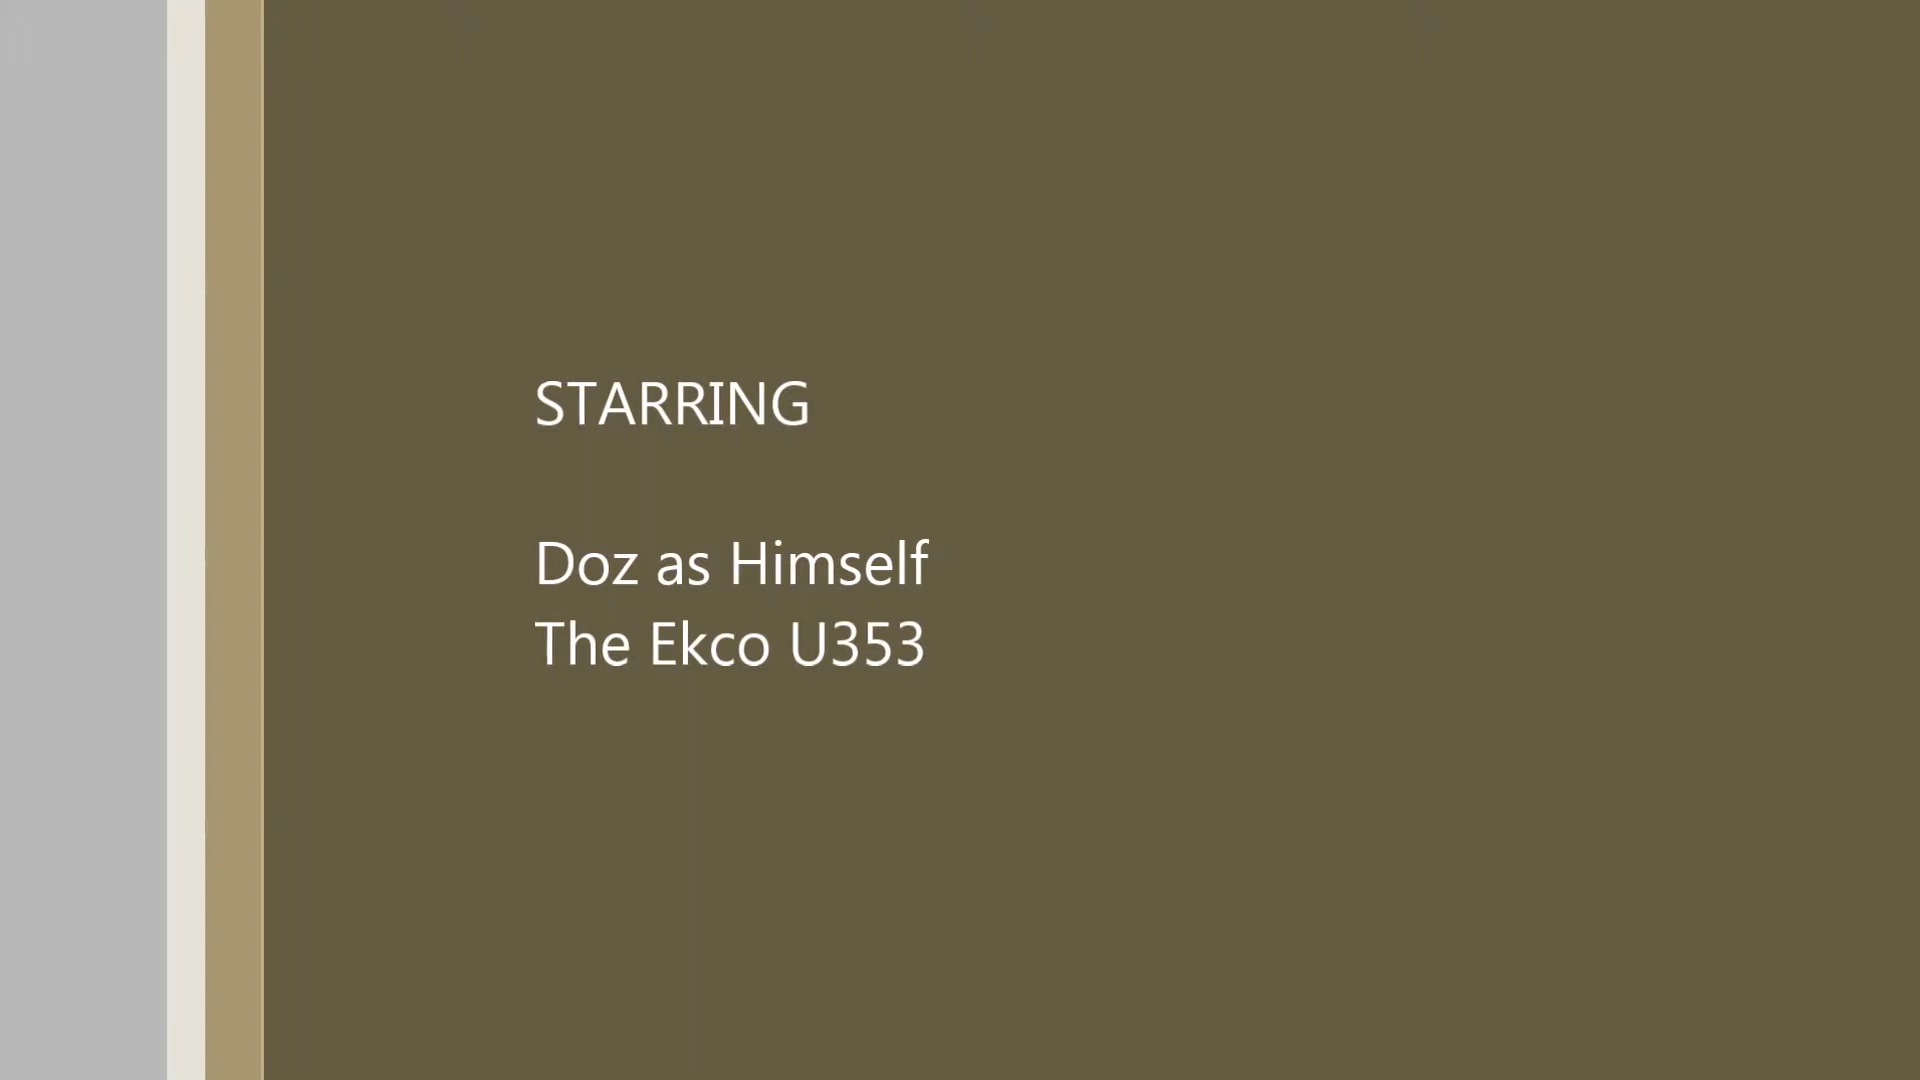 STARRING
Doz as Himself
The Ekco U353